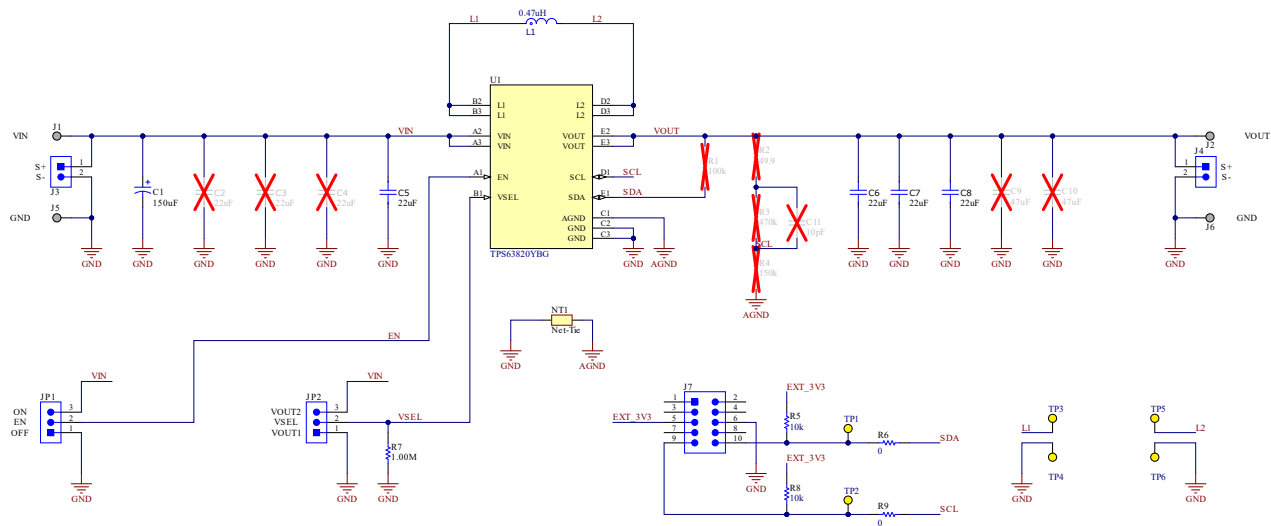 0.47uH
L1 L2
L1
U1
B2 L1 L2 D2
B3 L1 L2 D3
VIN J1 VIN A2 VIN VOUT E2 VOUT J2 VOUT
A3 VIN VOUT E3
S+ 1
S- 2
J3
C1
150uF
C2
22uF
C3
22uF
C4
22uF
C5
22uF
A1 EN SCL D1 SCL
B1 VSEL SDA E1 SDA
AGND C1
GND C2
GND C3
TPS63820YBG
R1
100k
R2
49.9
R3
470k
C11
10pF
SCL
R4
150k
C6
22uF
C7
22uF
C8
22uF
C9
47uF
C10
47uF
J4
1 S+
2 S-
GND J5
GND
J6
GND GND GND GND GND GND GND AGND GND GND GND GND GND GND
AGND
NT1
Net-Tie
GND AGND
EN
JP1 VIN
ON 3
EN 2
OFF 1
GND
JP2 VIN
VOUT2 3
VSEL 2 VSEL
VOUT1 1
R7
1.00M
GND GND
J7
1 2
3 4
EXT_3V3 5 6
7 8
9 10
GND
EXT_3V3
R5
10k
TP1
R6
0
SDA
EXT_3V3
R8
10k
TP2
R9
0
SCL
TP3
L1
TP4
GND
TP5
L2
TP6
GND